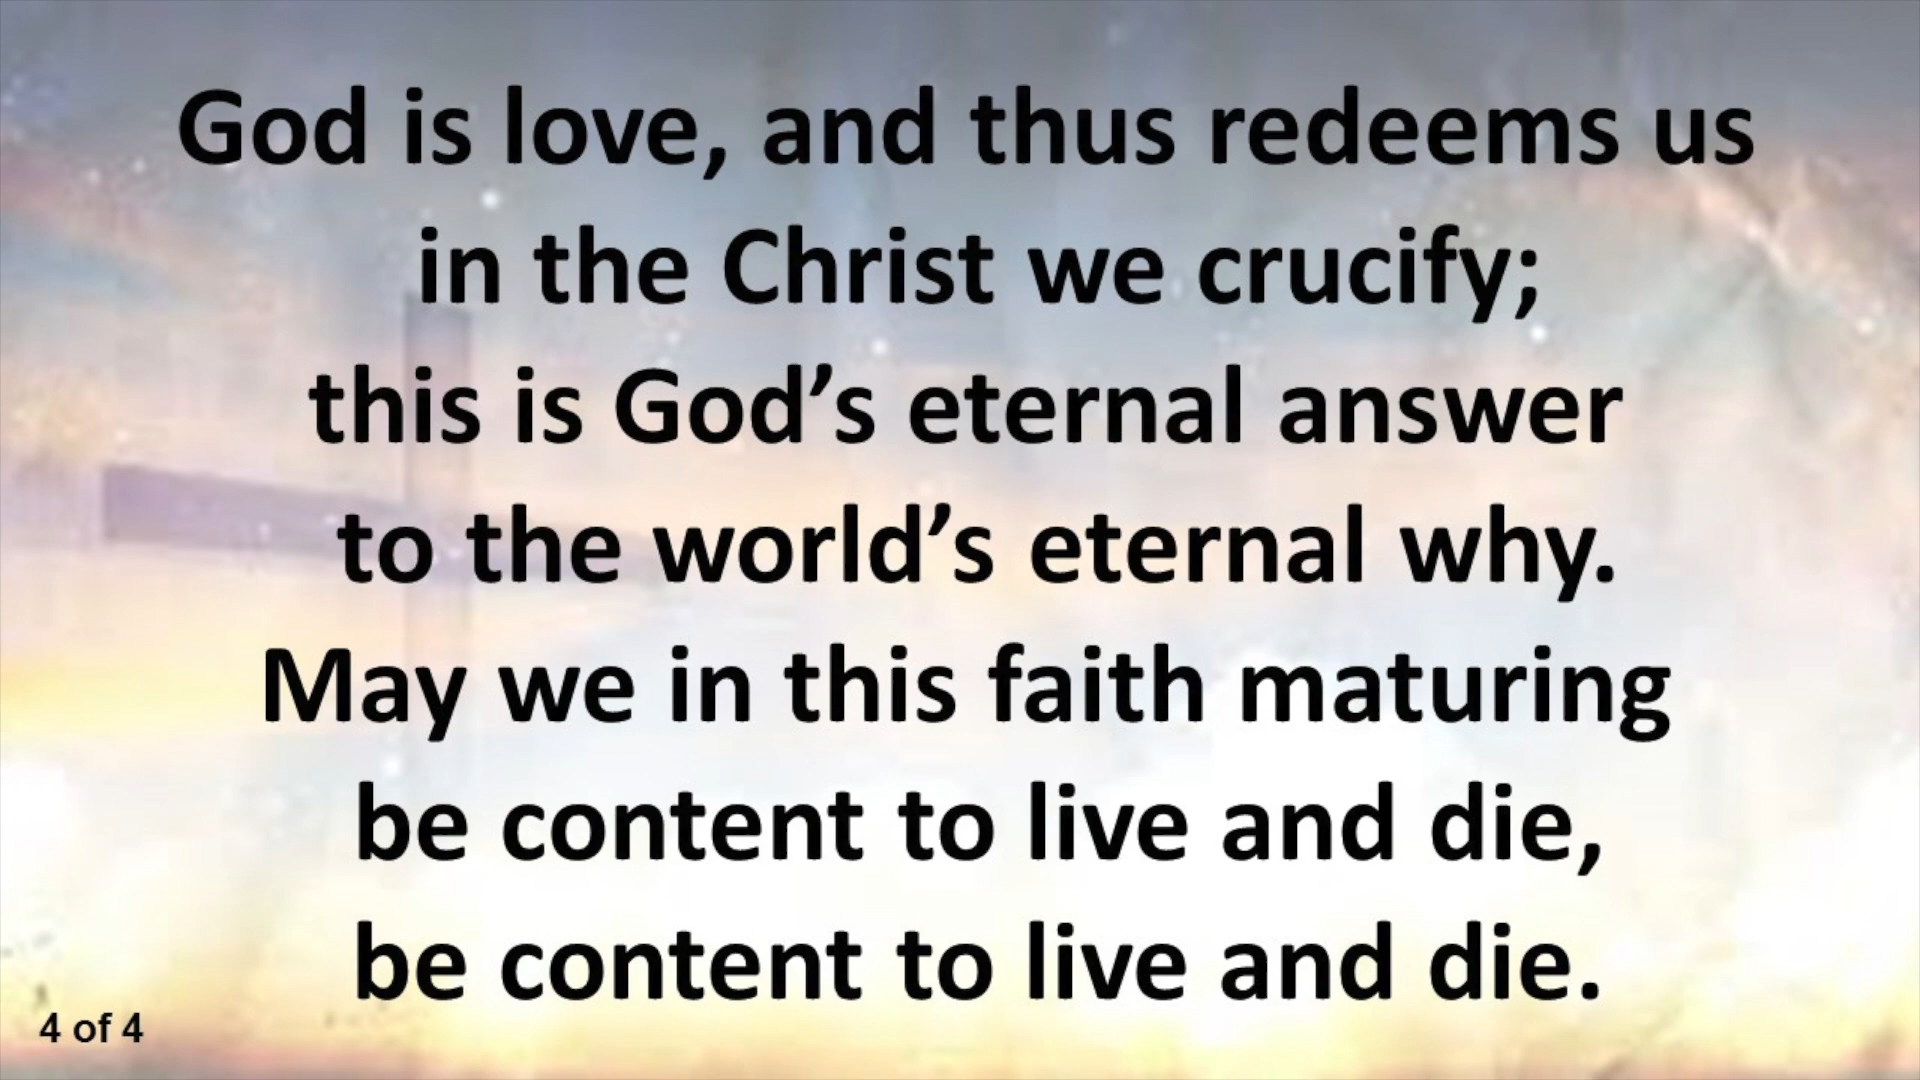 God is love, and thus redeems us
in the Christ we crucify;
this is God’s eternal answer
to the world’s eternal why.
May we in this faith maturing
be content to live and die,
be content to live and die.
4 of 4